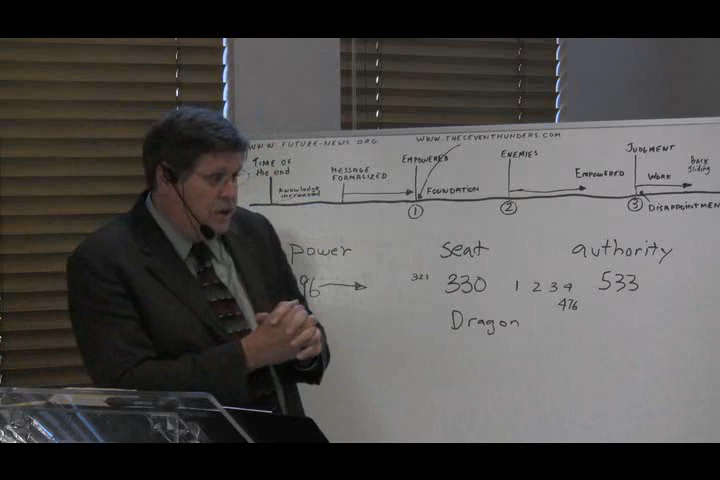 WWW.FUTURE-NEWS.ORG
WWW.THESEVENTHUNDERS.COM
TIME OF the end
Knowledge increased
MESSAGE FORMALIZED
EMPOWERED
FOUNDATION
1
ENEMIES
2
EMPOWERED
JUDGMENT
WORK
Back Sliding
3
DISAPPOINTMEN
power
seat
authority
96
321
330
1 2 3 4
476
533
Dragon